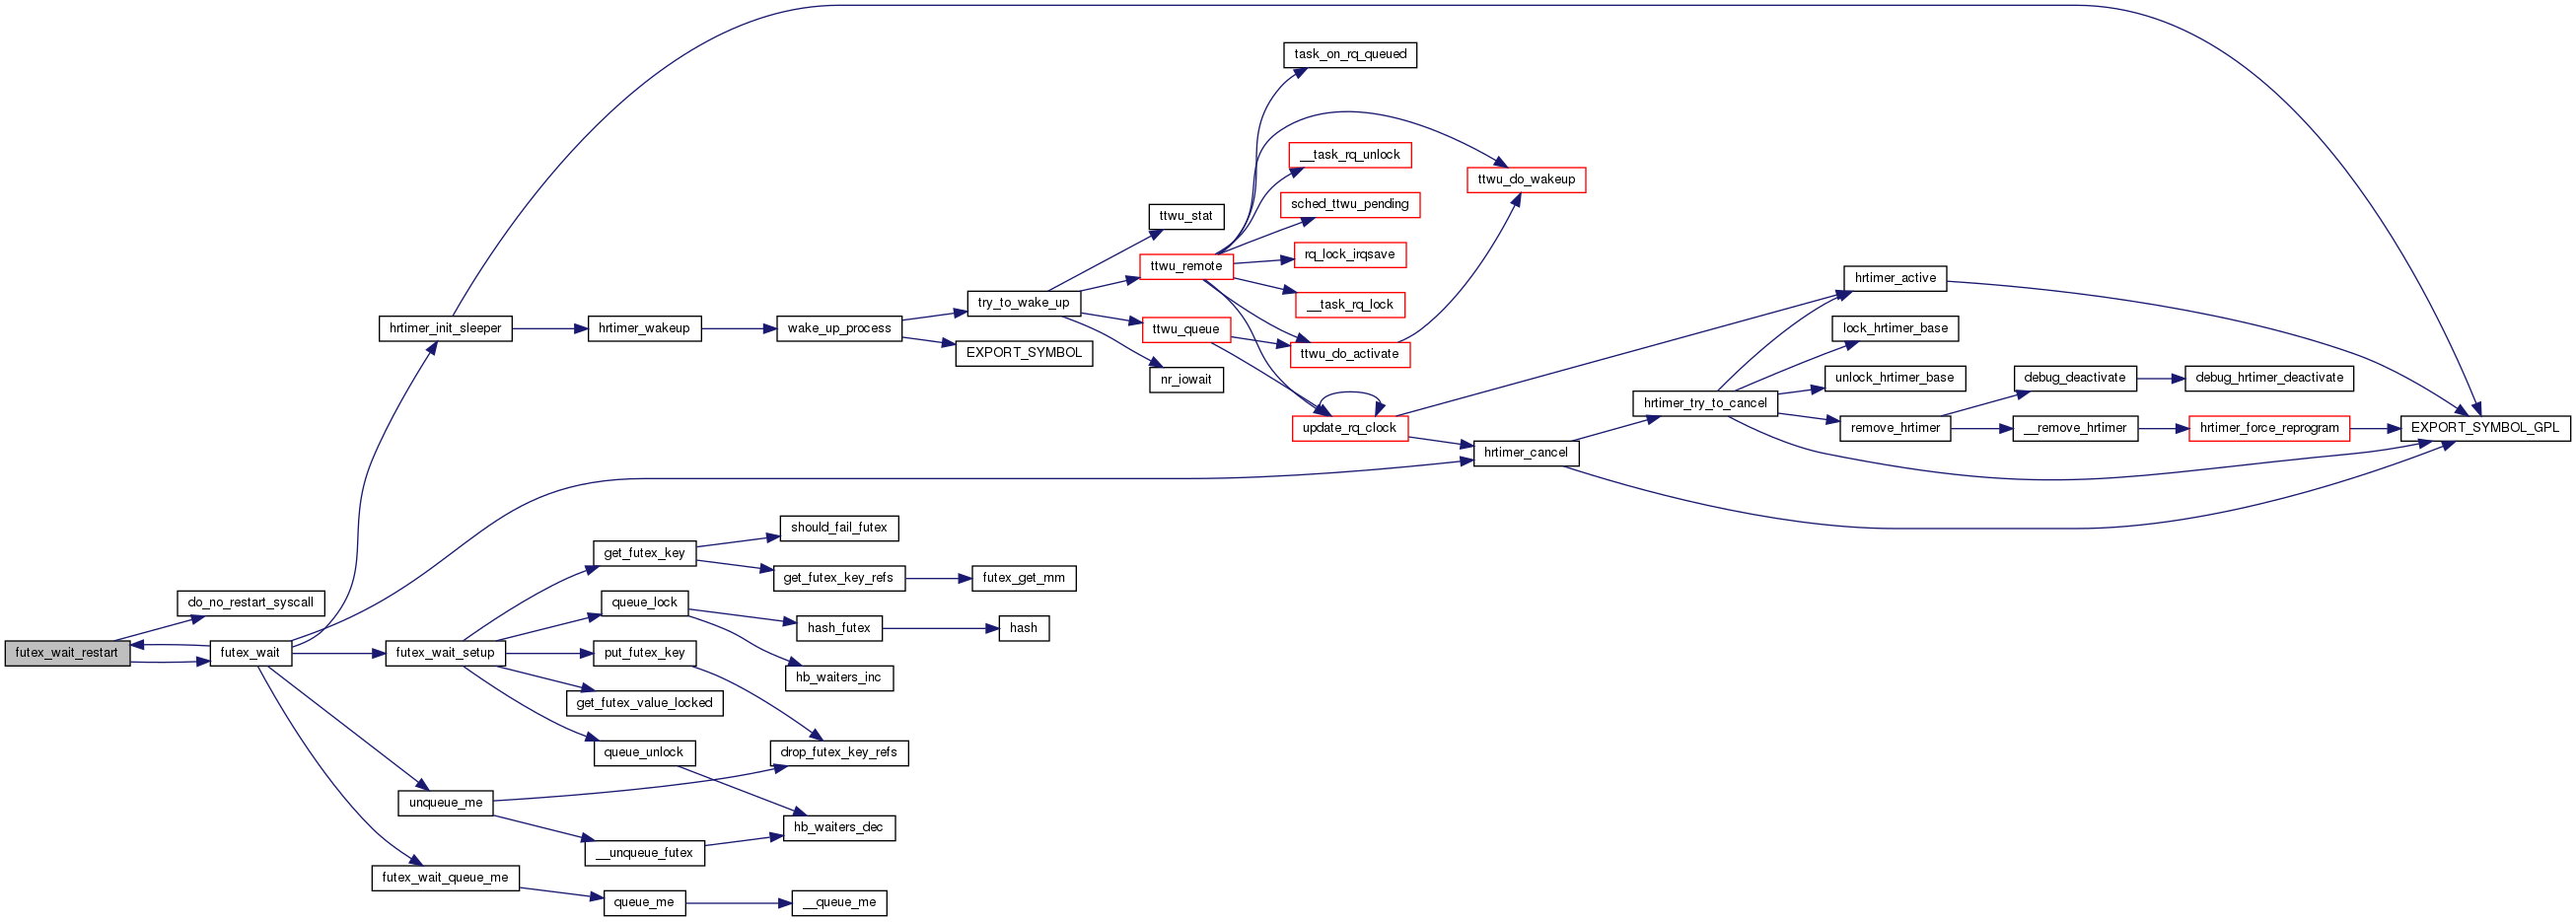 task_on_rq_queued
__task_rq_unlock
ttwu_do_wakeup
sched_ttwu_pending
ttwu_stat
rq_lock_irqsave
ttwu_remote
hrtimer_active
try_to_wake_up
__task_rq_lock
hrtimer_init_sleeper
hrtimer_wakeup
wake_up_process
ttwu_queue
lock_hrtimer_base
EXPORT_SYMBOL
ttwu_do_activate
nr_iowait
unlock_hrtimer_base
debug_deactivate
debug_hrtimer_deactivate
hrtimer_try_to_cancel
update_rq_clock
remove_hrtimer
__remove_hrtimer
hrtimer_force_reprogram
EXPORT_SYMBOL_GPL
hrtimer_cancel
should_fail_futex
get_futex_key
get_futex_key_refs
futex_get_mm
do_no_restart_syscall
queue_lock
hash_futex
hash
futex_wait_restart
futex_wait
futex_wait_setup
put_futex_key
hb_waiters_inc
get_futex_value_locked
queue_unlock
drop_futex_key_refs
unqueue_me
hb_waiters_dec
__unqueue_futex
futex_wait_queue_me
queue_me
__queue_me